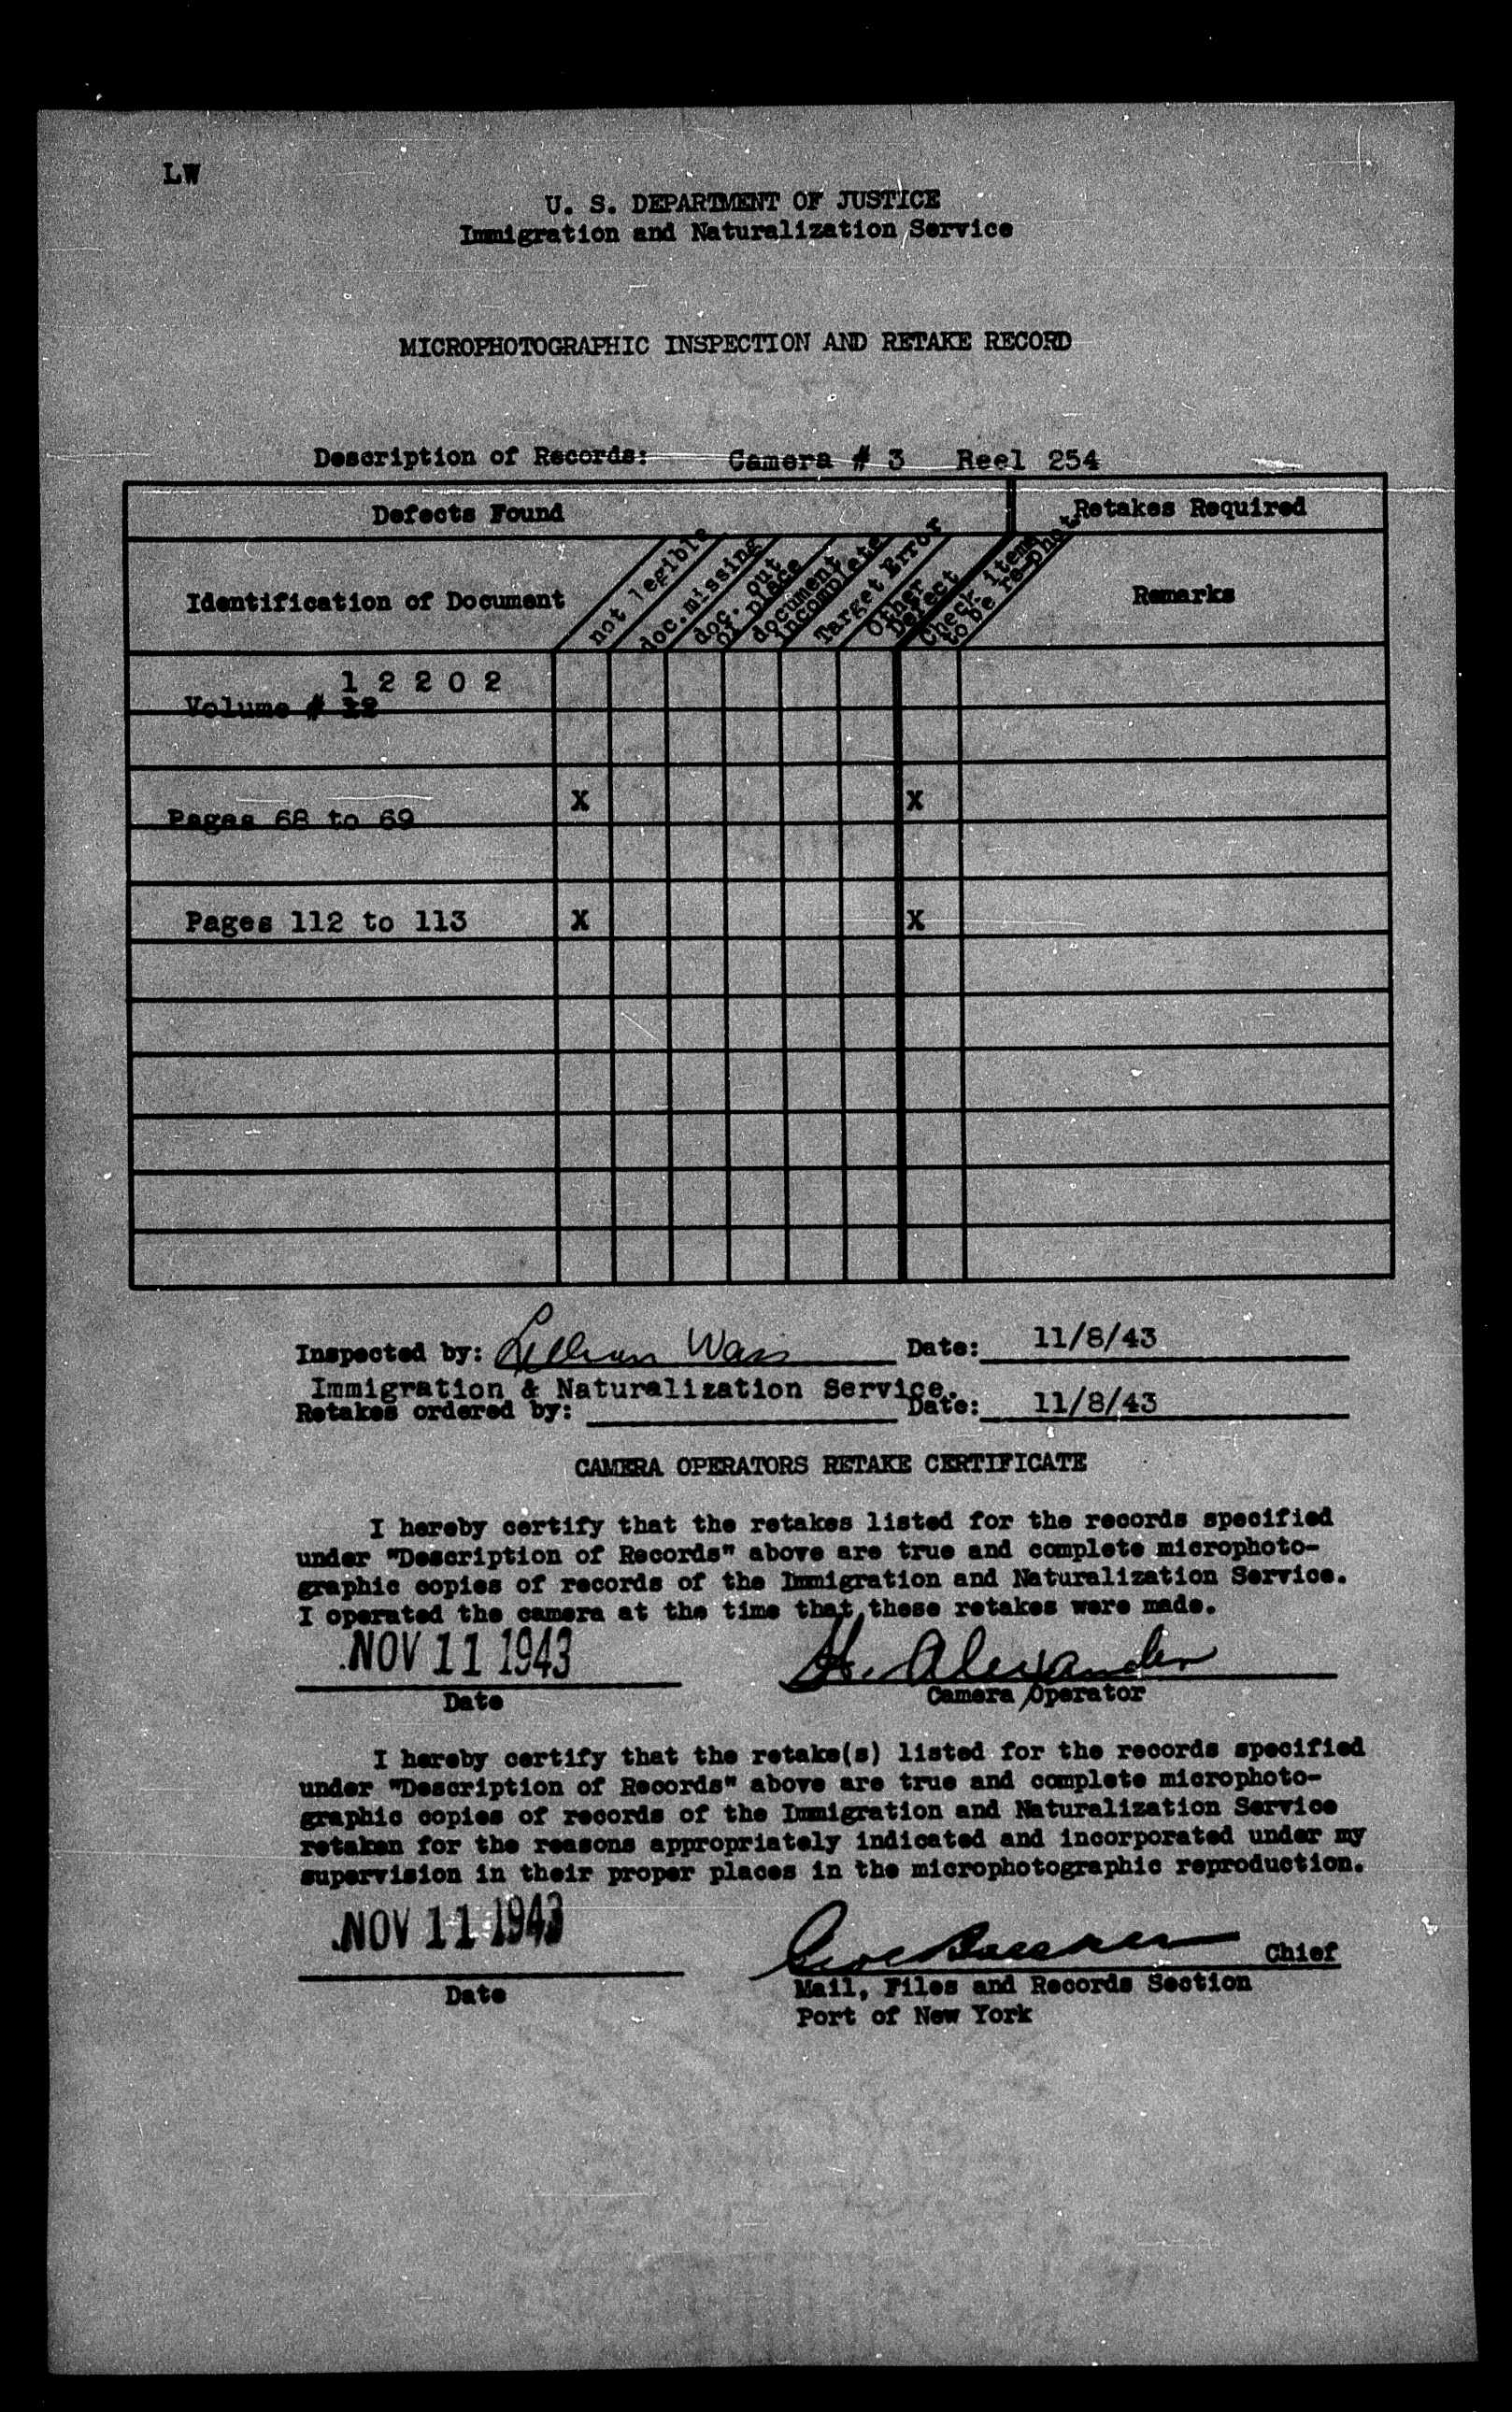 LW
U. S. DEPARTMENT OF JUSTICE
Immigration and Naturalization Service
MICROPHOTOGRAPHIC INSPECTION AND RETAKE RECORD
Description of Records: Camera # 3 Reel 254
Defects Found
Retakes Required
Identification of Document
not legible
doc. missing
doc. out
of place
document
incomplete
Target Error
Other
Defect
Check items
to be re-phot.
Remarks
1 2 2 0 2
Volume # 12
Pages 68 to 69 X X
Pages 112 to 113 X X
Inspected by: Lillian Date: 11/8/43
Immigration & Naturalization Service.
Retakes ordered by: Date: 11/8/43
CAMERA OPERATORS RETAKE CERTIFICATE
I hereby certify that the retakes listed for the records specified
under "Description of Records" above are true and complete microphoto-
graphic copies of records of the Immigration and Naturalization Service.
I operated the camera at the time that these retakes were made.
NOV 11 1943 H. Alexander
Date Camera Operator
I hereby certify that the retake(s) listed for the records specified
under "Description of Records" above are true and complete microphoto-
graphic copies of records of the Immigration and Naturalization Service
retaken for the reasons appropriately indicated and incorporated under my
supervision in their proper places in the microphotographic reproduction.
NOV 11 1943
Chief
Date Mail, Files and Records Section
Port of New York